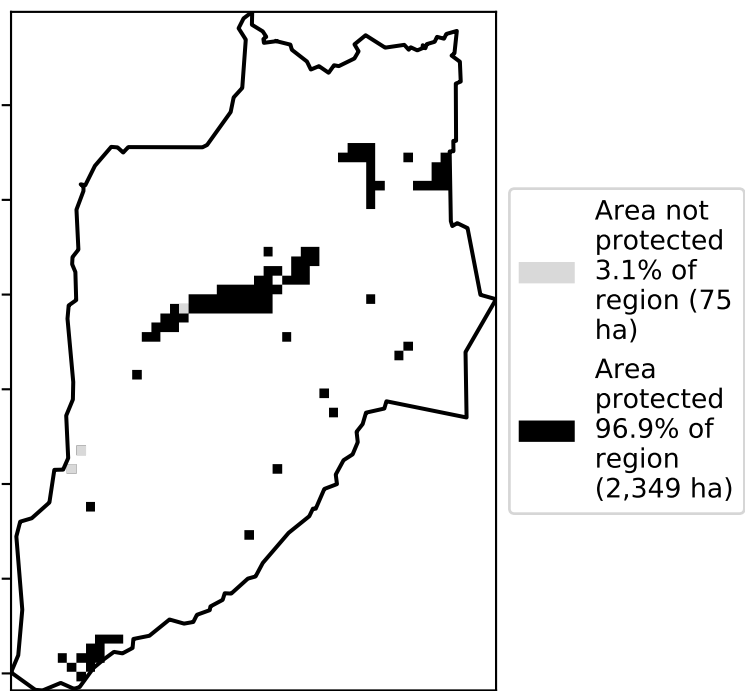 Area not
protected
3.1% of
region (75
ha)
Area
protected
96.9% of
region
(2,349 ha)